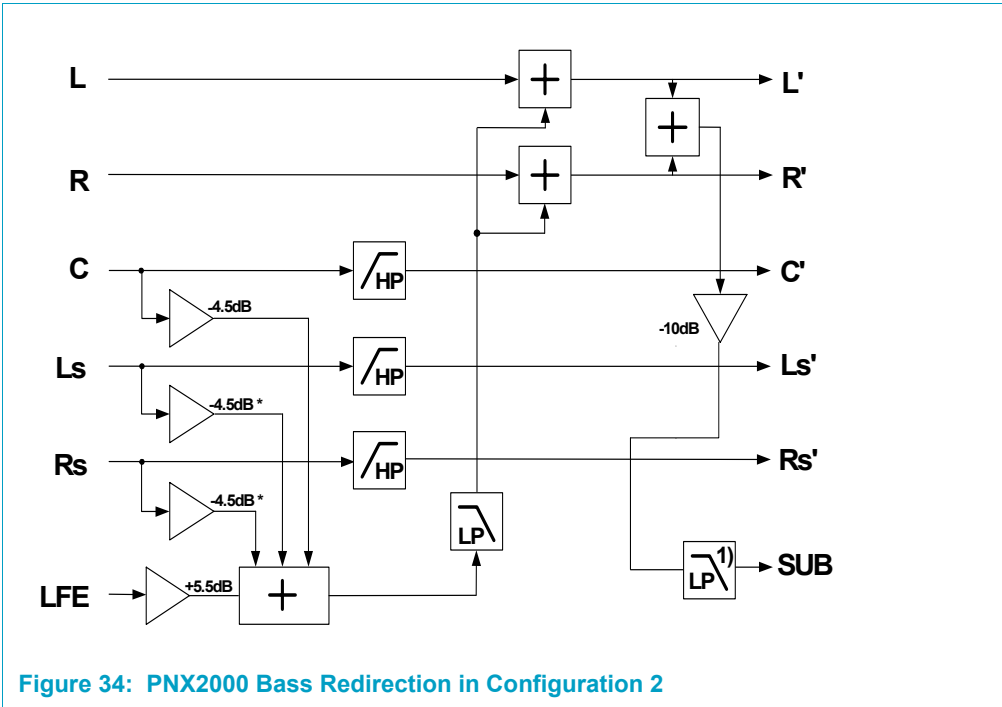 L
+
L'
+
R
+
R'
C
HP
C'
-4.5dB
-10dB
Ls
HP
Ls'
-4.5dB *
Rs
HP
Rs'
-4.5dB *
LP
LP
1)
SUB
LFE
+5.5dB
+
Figure 34: PNX2000 Bass Redirection in Configuration 2